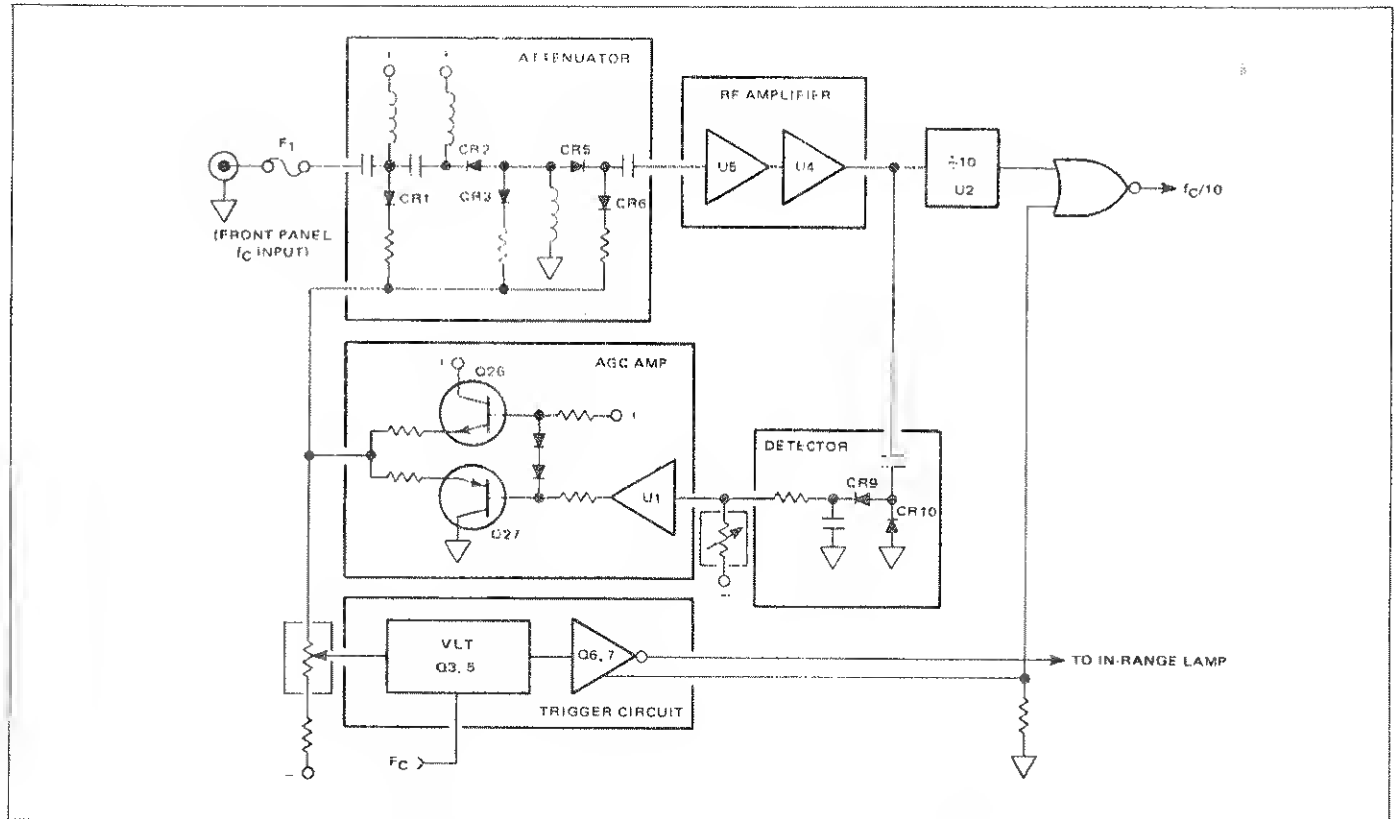 ATTENUATOR
RF AMPLIFIER
F1
CR2
CR5
CR1
CR3
CR6
U5
U4
÷10
U2
fC/10
(FRONT PANEL
fC INPUT)
AGC AMP
Q26
Q27
U1
DETECTOR
CR9
CR10
VLT
Q3, 5
Q6, 7
TO IN-RANGE LAMP
TRIGGER CIRCUIT
FC